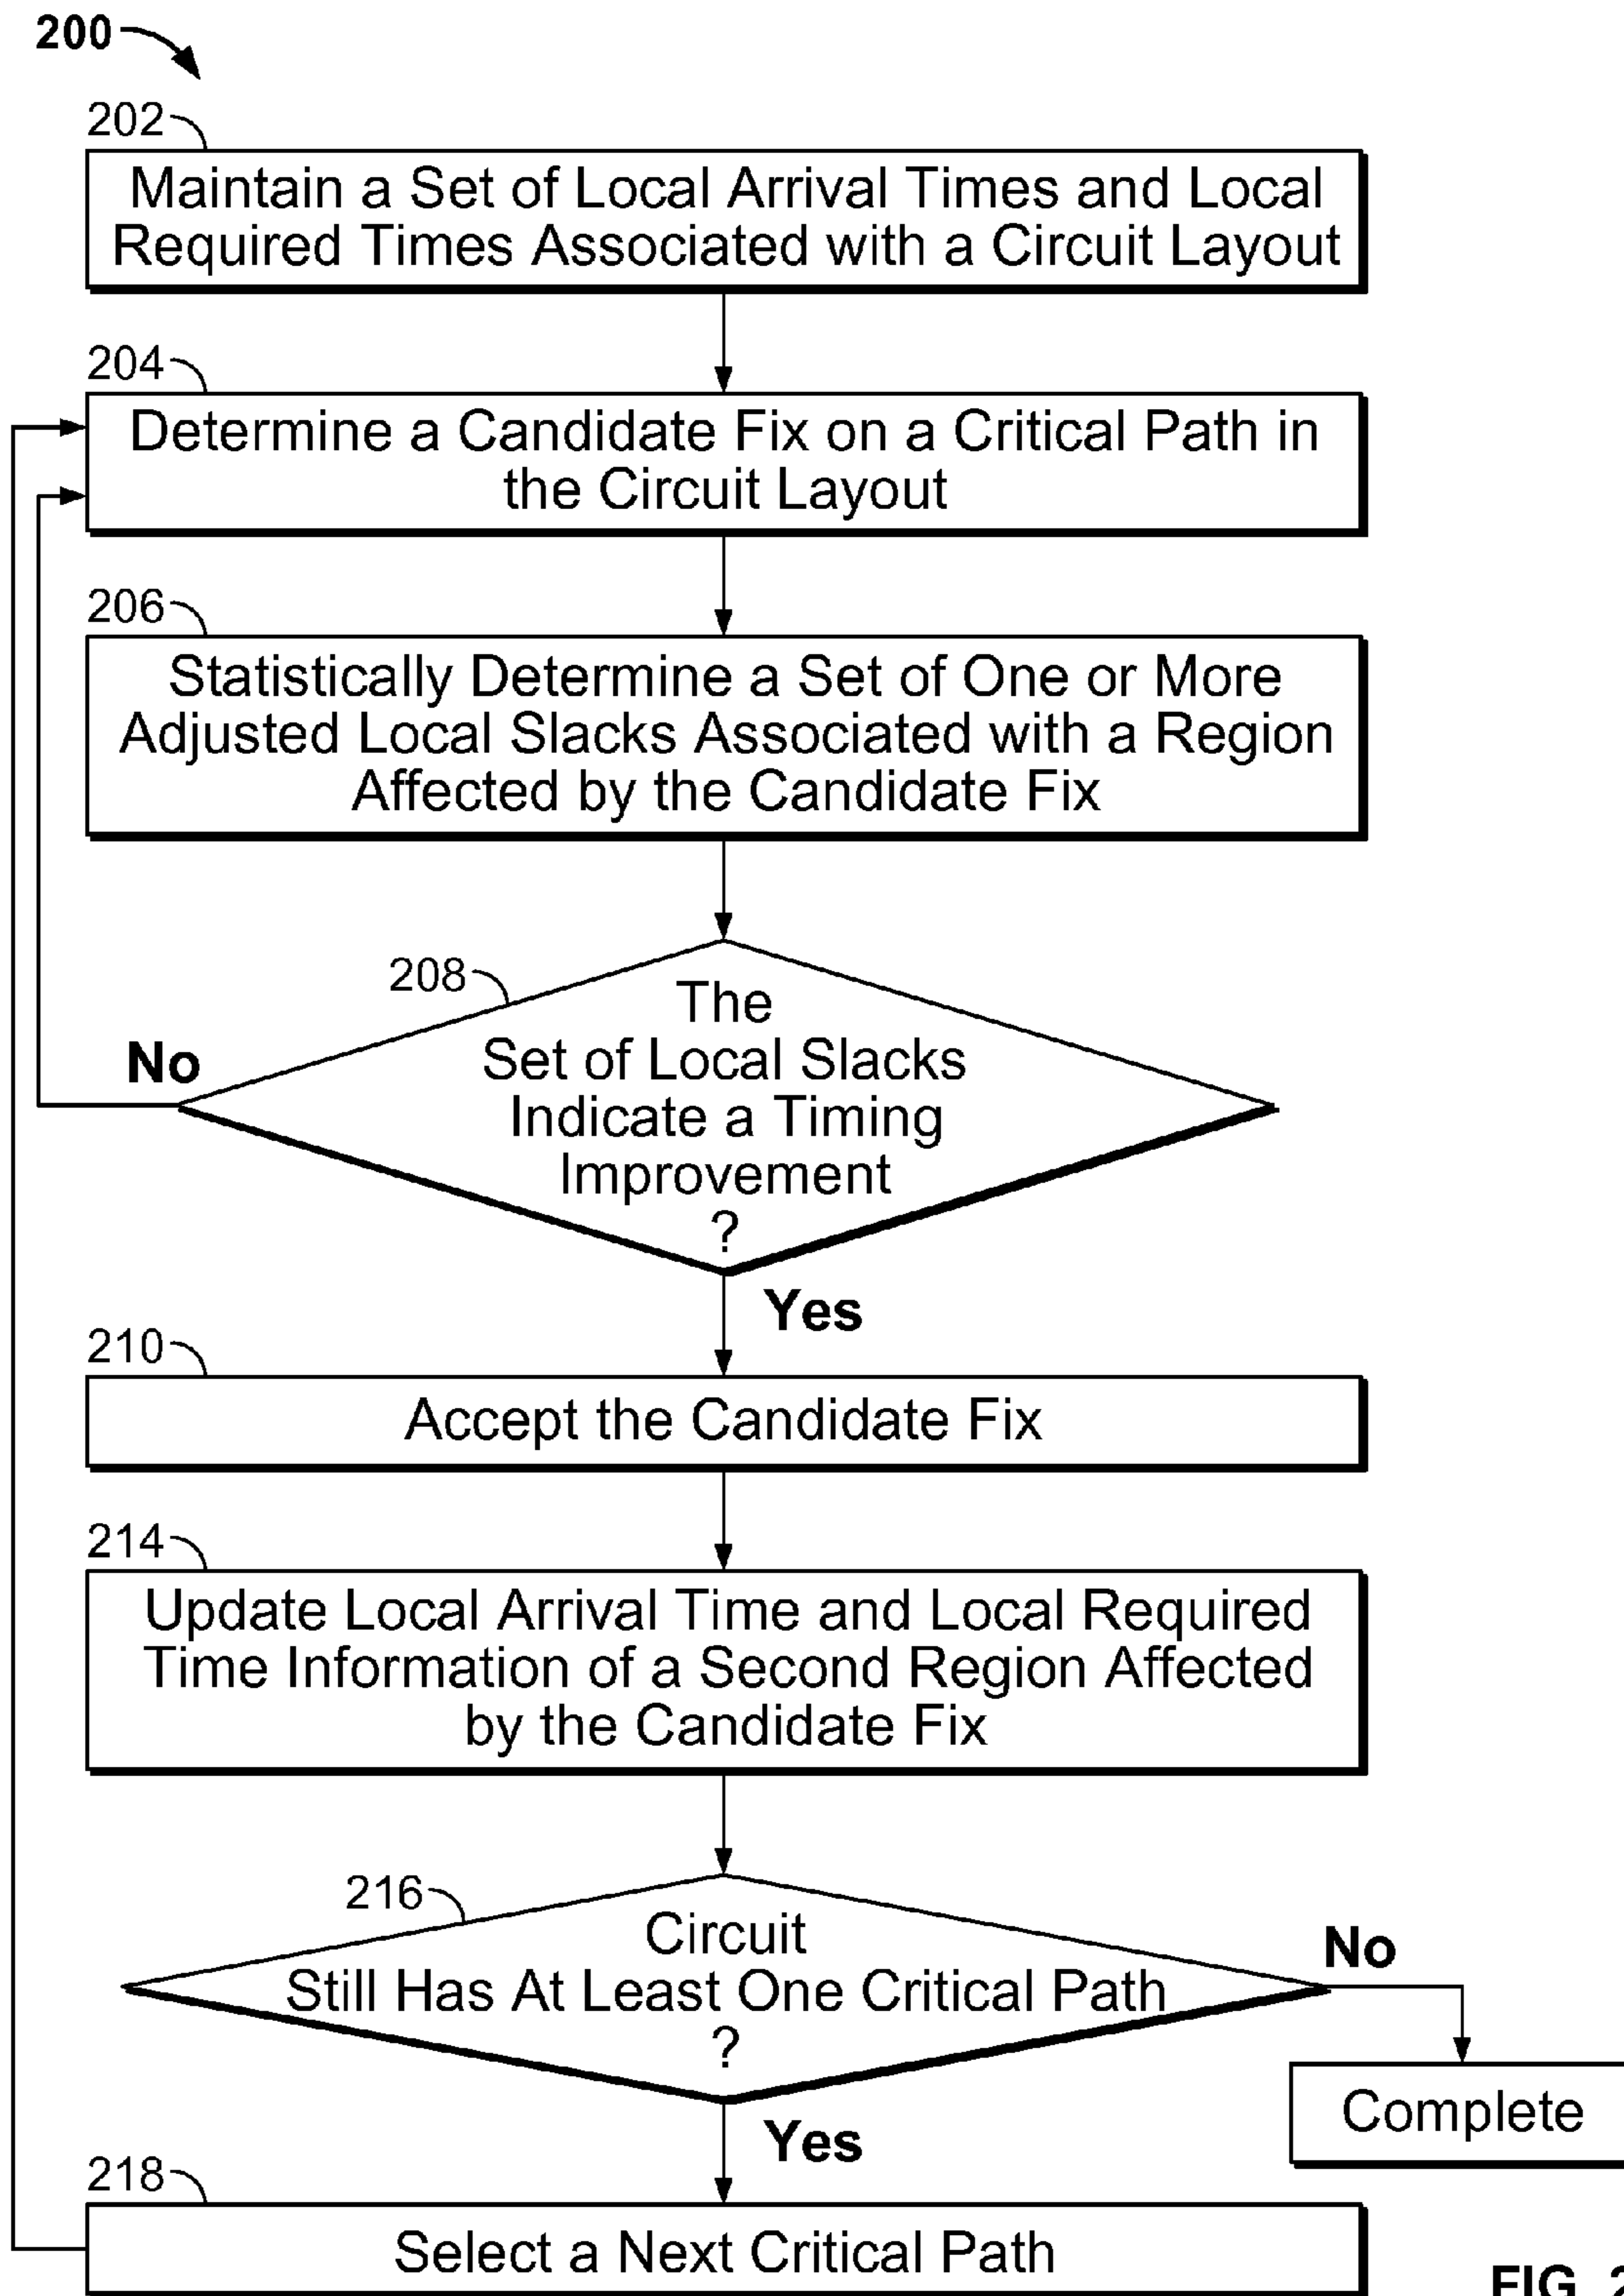 200
202
Maintain a Set of Local Arrival Times and Local
Required Times Associated with a Circuit Layout
204
Determine a Candidate Fix on a Critical Path in
the Circuit Layout
206
Statistically Determine a Set of One or More
Adjusted Local Slacks Associated with a Region
Affected by the Candidate Fix
208
The
Set of Local Slacks
Indicate a Timing
Improvement
?
No
Yes
210
Accept the Candidate Fix
214
Update Local Arrival Time and Local Required
Time Information of a Second Region Affected
by the Candidate Fix
216
Circuit
Still Has At Least One Critical Path
?
No
Complete
Yes
218
Select a Next Critical Path
FIG. 2